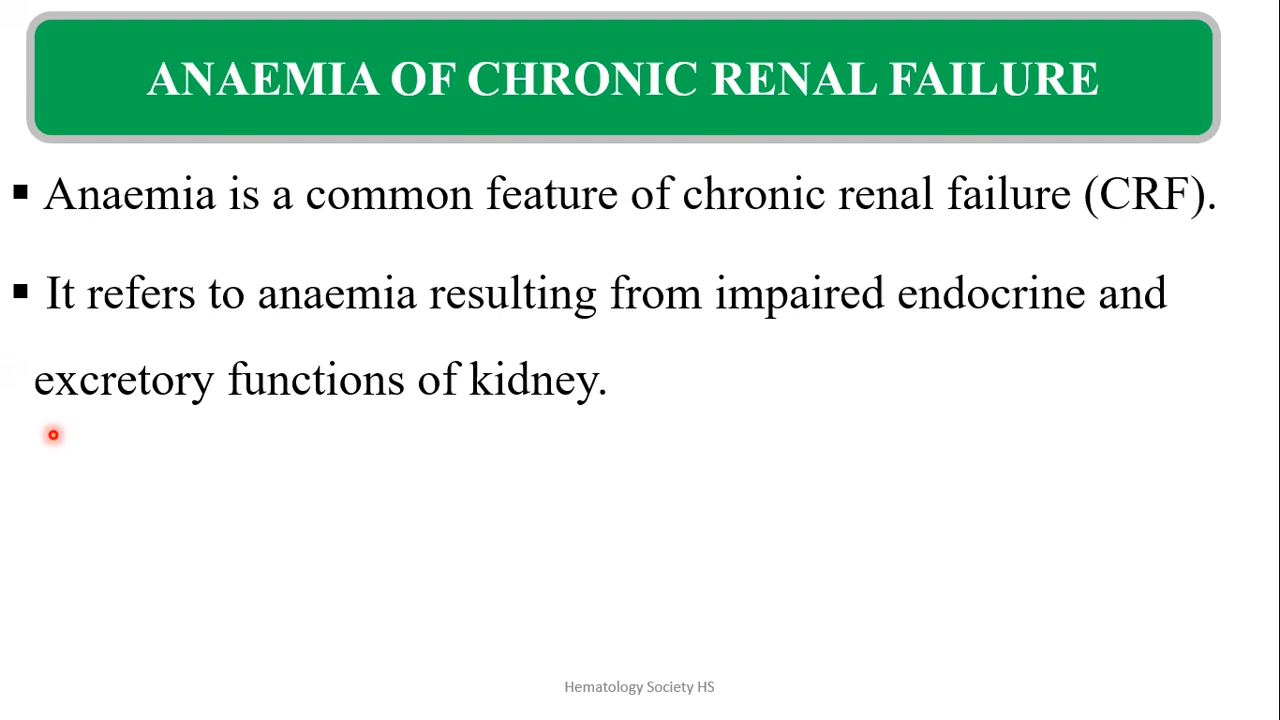 ANAEMIA OF CHRONIC RENAL FAILURE
▪ Anaemia is a common feature of chronic renal failure (CRF).
▪ It refers to anaemia resulting from impaired endocrine and
excretory functions of kidney.
Hematology Society HS